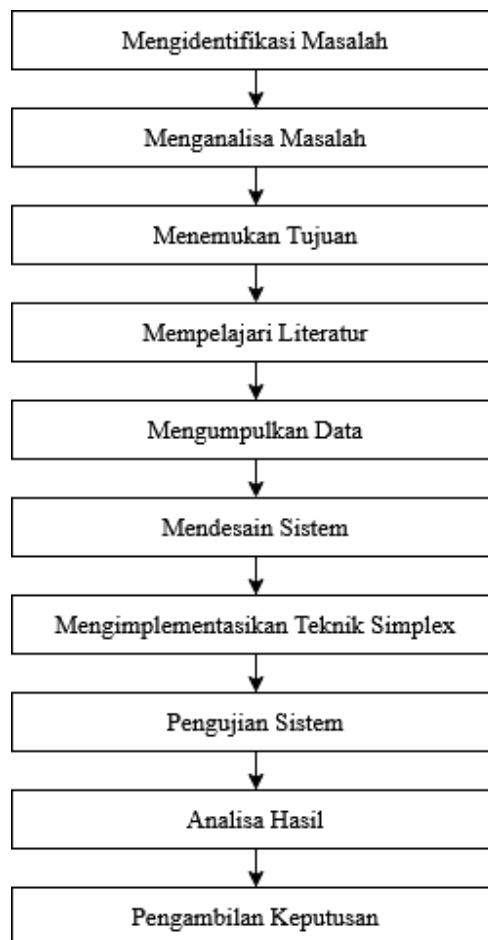 Mengidentifikasi Masalah
Menganalisa Masalah
Menemukan Tujuan
Mempelajari Literatur
Mengumpulkan Data
Mendesain Sistem
Mengimplementasikan Teknik Simplex
Pengujian Sistem
Analisa Hasil
Pengambilan Keputusan